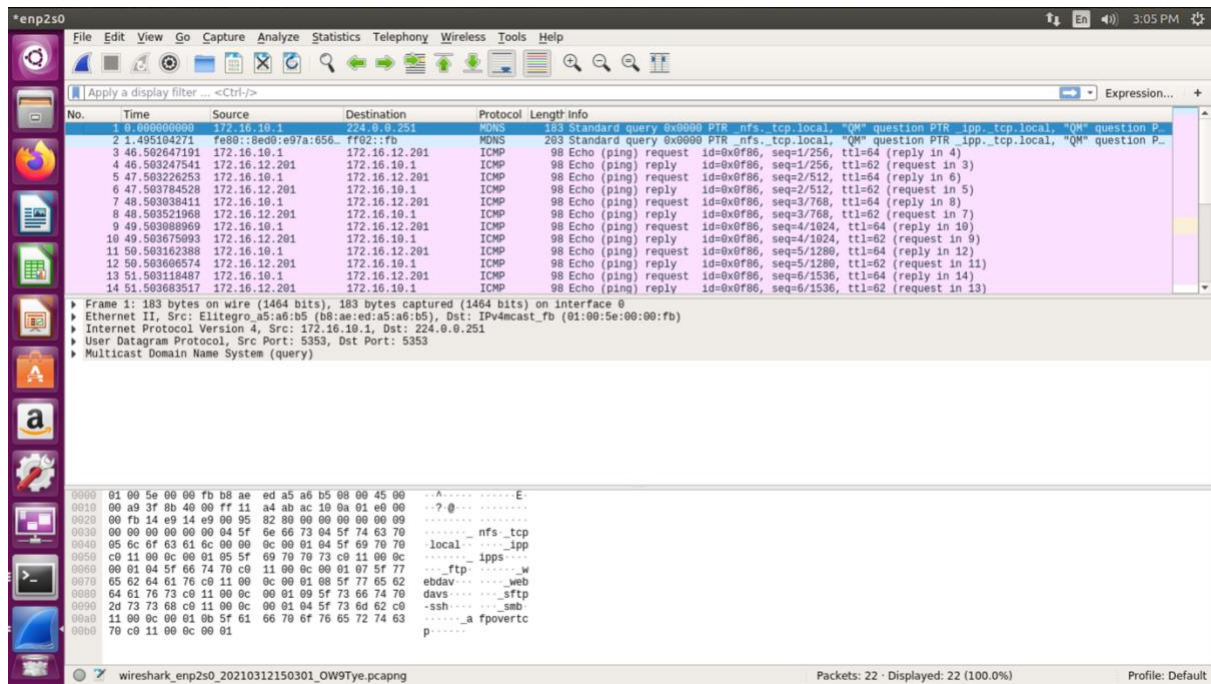 *enp2s0 En 3:05 PM
File Edit View Go Capture Analyze Statistics Telephony Wireless Tools Help
Apply a display filter ... <Ctrl-/> Expression... +
No. Time Source Destination Protocol Length Info
1 0.000000000 172.16.10.1 224.0.0.251 MDNS 183 Standard query 0x0000 PTR _nfs._tcp.local, "QM" question PTR _ipp._tcp.local, "QM" question P…
2 1.495104271 fe80::8ed0:e97a:656… ff02::fb MDNS 203 Standard query 0x0000 PTR _nfs._tcp.local, "QM" question PTR _ipp._tcp.local, "QM" question P…
3 46.502647191 172.16.10.1 172.16.12.201 ICMP 98 Echo (ping) request id=0x0f86, seq=1/256, ttl=64 (reply in 4)
4 46.503247541 172.16.12.201 172.16.10.1 ICMP 98 Echo (ping) reply id=0x0f86, seq=1/256, ttl=62 (request in 3)
5 47.503226253 172.16.10.1 172.16.12.201 ICMP 98 Echo (ping) request id=0x0f86, seq=2/512, ttl=64 (reply in 6)
6 47.503784528 172.16.12.201 172.16.10.1 ICMP 98 Echo (ping) reply id=0x0f86, seq=2/512, ttl=62 (request in 5)
7 48.503038411 172.16.10.1 172.16.12.201 ICMP 98 Echo (ping) request id=0x0f86, seq=3/768, ttl=64 (reply in 8)
8 48.503521968 172.16.12.201 172.16.10.1 ICMP 98 Echo (ping) reply id=0x0f86, seq=3/768, ttl=62 (request in 7)
9 49.503088969 172.16.10.1 172.16.12.201 ICMP 98 Echo (ping) request id=0x0f86, seq=4/1024, ttl=64 (reply in 10)
10 49.503675093 172.16.12.201 172.16.10.1 ICMP 98 Echo (ping) reply id=0x0f86, seq=4/1024, ttl=62 (request in 9)
11 50.503162388 172.16.10.1 172.16.12.201 ICMP 98 Echo (ping) request id=0x0f86, seq=5/1280, ttl=64 (reply in 12)
12 50.503606574 172.16.12.201 172.16.10.1 ICMP 98 Echo (ping) reply id=0x0f86, seq=5/1280, ttl=62 (request in 11)
13 51.503118487 172.16.10.1 172.16.12.201 ICMP 98 Echo (ping) request id=0x0f86, seq=6/1536, ttl=64 (reply in 14)
14 51.503683517 172.16.12.201 172.16.10.1 ICMP 98 Echo (ping) reply id=0x0f86, seq=6/1536, ttl=62 (request in 13)
Frame 1: 183 bytes on wire (1464 bits), 183 bytes captured (1464 bits) on interface 0
Ethernet II, Src: Elitegro_a5:a6:b5 (b8:ae:ed:a5:a6:b5), Dst: IPv4mcast_fb (01:00:5e:00:00:fb)
Internet Protocol Version 4, Src: 172.16.10.1, Dst: 224.0.0.251
User Datagram Protocol, Src Port: 5353, Dst Port: 5353
Multicast Domain Name System (query)
0000 01 00 5e 00 00 fb b8 ae ed a5 a6 b5 08 00 45 00 ··^····· ······E·
0010 00 a9 3f 8b 40 00 ff 11 a4 ab ac 10 0a 01 e0 00 ··?·@··· ········
0020 00 fb 14 e9 14 e9 00 95 82 80 00 00 00 00 00 09 ········ ········
0030 00 00 00 00 00 00 04 5f 6e 66 73 04 5f 74 63 70 ·······_ nfs·_tcp
0040 05 6c 6f 63 61 6c 00 00 0c 00 01 04 5f 69 70 70 ·local·· ····_ipp
0050 c0 11 00 0c 00 01 05 5f 69 70 70 73 c0 11 00 0c ·······_ ipps····
0060 00 01 04 5f 66 74 70 c0 11 00 0c 00 01 07 5f 77 ···_ftp· ······_w
0070 65 62 64 61 76 c0 11 00 0c 00 01 08 5f 77 65 62 ebdav··· ····_web
0080 64 61 76 73 c0 11 00 0c 00 01 09 5f 73 66 74 70 davs···· ···_sftp
0090 2d 73 73 68 c0 11 00 0c 00 01 04 5f 73 6d 62 c0 -ssh···· ···_smb·
00a0 11 00 0c 00 01 0b 5f 61 66 70 6f 76 65 72 74 63 ······_a fpovertc
00b0 70 c0 11 00 0c 00 01 p······
wireshark_enp2s0_20210312150301_OW9Tye.pcapng Packets: 22 · Displayed: 22 (100.0%) Profile: Default